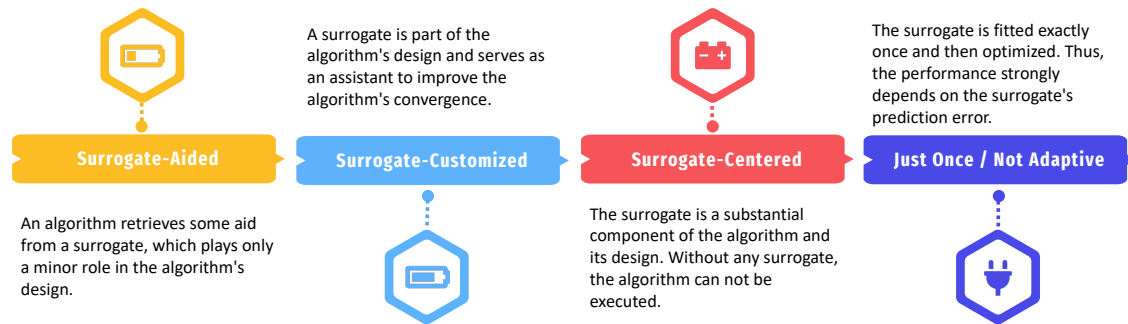 Surrogate-Aided
An algorithm retrieves some aid
from a surrogate, which plays only
a minor role in the algorithm's
design.
A surrogate is part of the
algorithm's design and serves as
an assistant to improve the
algorithm's convergence.
Surrogate-Customized
Surrogate-Centered
The surrogate is a substantial
component of the algorithm and
its design. Without any surrogate,
the algorithm can not be
executed.
The surrogate is fitted exactly
once and then optimized. Thus,
the performance strongly
depends on the surrogate's
prediction error.
Just Once / Not Adaptive